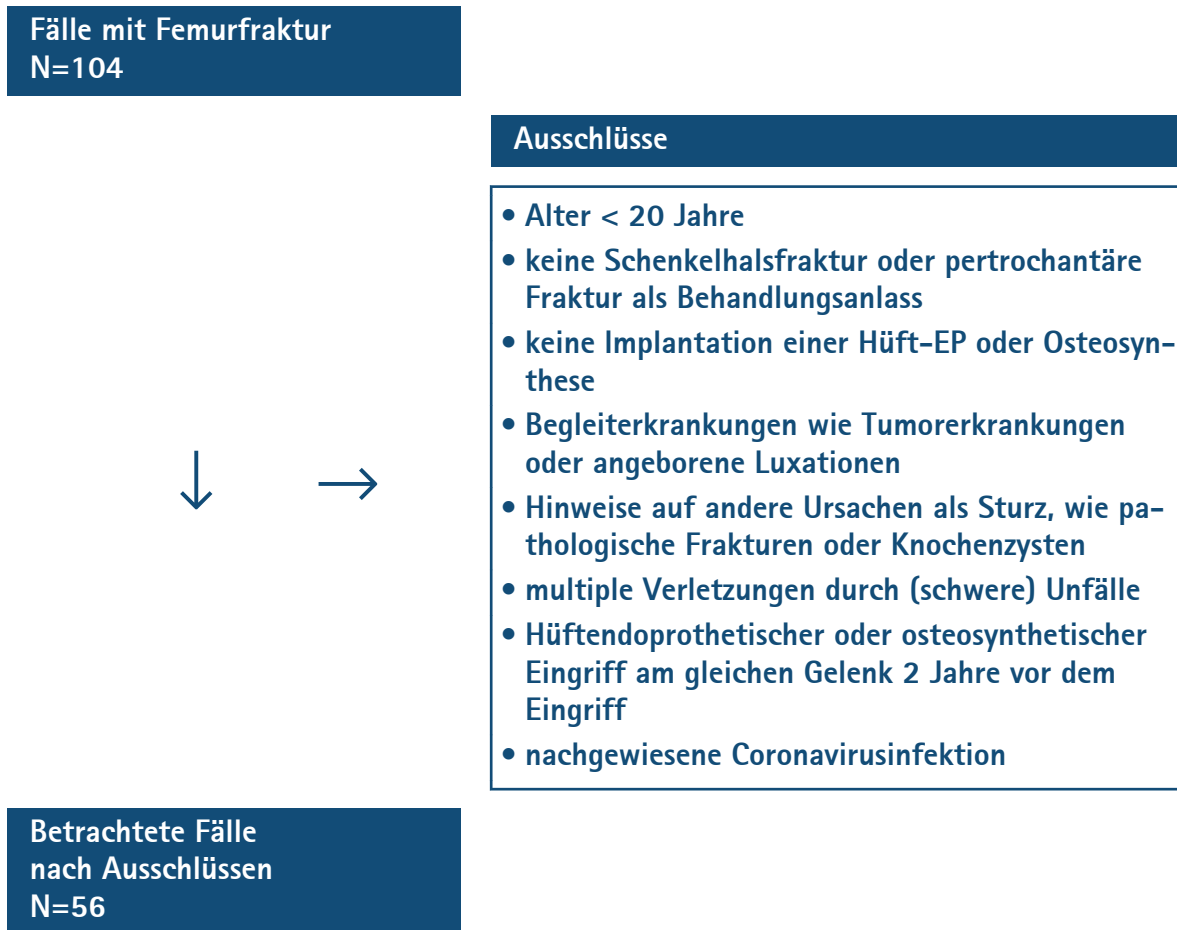 Fälle mit Femurfraktur
N=104
Ausschlüsse
• Alter < 20 Jahre
• keine Schenkelhalsfraktur oder pertrochantäre
Fraktur als Behandlungsanlass
• keine Implantation einer Hüft-EP oder Osteosyn-
these
• Begleiterkrankungen wie Tumorerkrankungen
oder angeborene Luxationen
• Hinweise auf andere Ursachen als Sturz, wie pa-
thologische Frakturen oder Knochenzysten
• multiple Verletzungen durch (schwere) Unfälle
• Hüftendoprothetischer oder osteosynthetischer
Eingriff am gleichen Gelenk 2 Jahre vor dem
Eingriff
• nachgewiesene Coronavirusinfektion
Betrachtete Fälle
nach Ausschlüssen
N=56